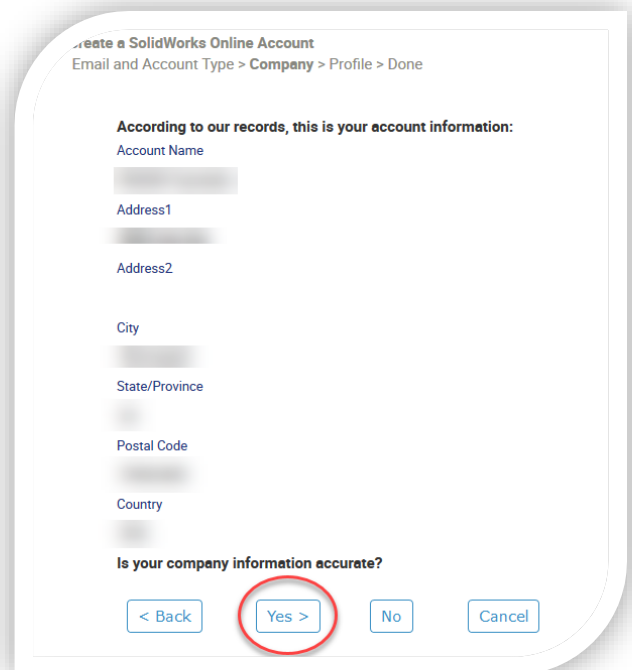 Create a SolidWorks Online Account
Email and Account Type > Company > Profile > Done
According to our records, this is your account information:
Account Name
Address1
Address2
City
State/Province
Postal Code
Country
Is your company information accurate?
< Back Yes > No Cancel